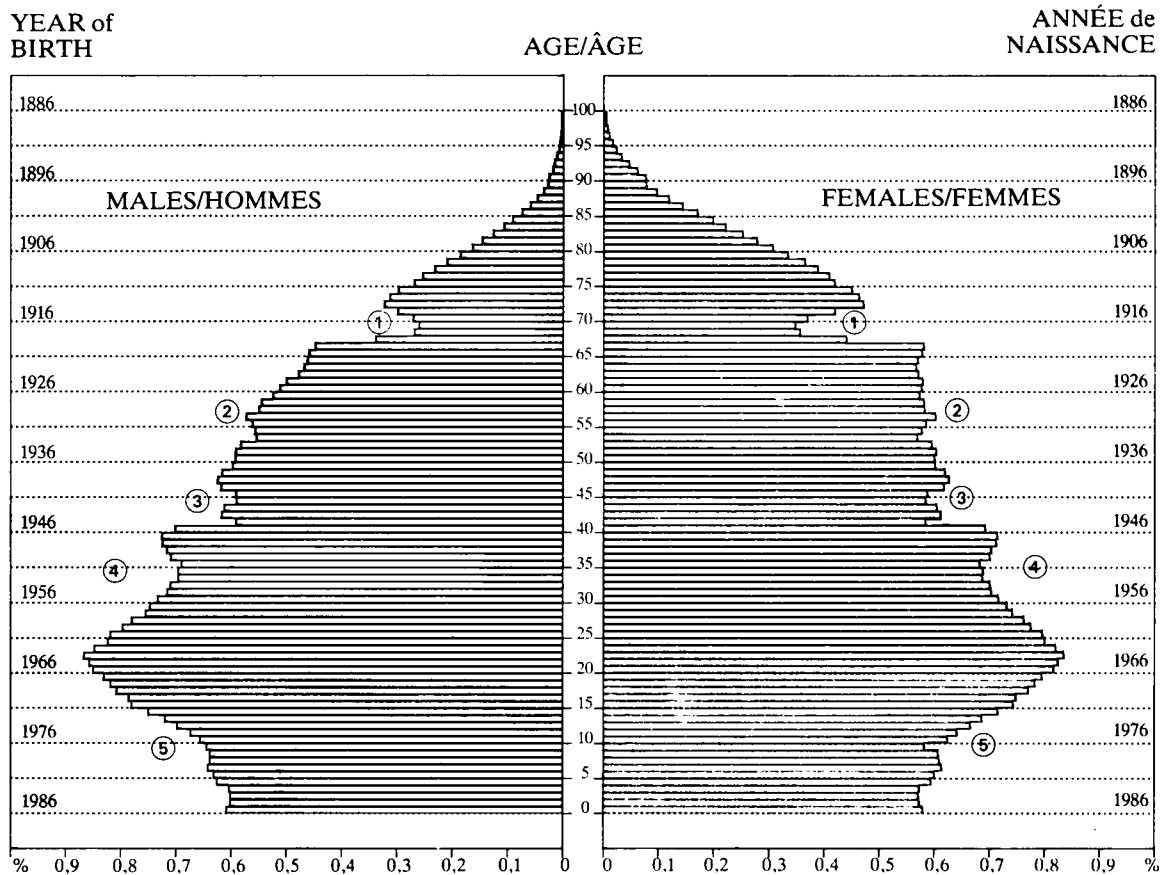 YEAR of
BIRTH
AGE/ÂGE
ANNÉE de
NAISSANCE
1886 100 1886
95
1896 90 1896
MALES/HOMMES FEMALES/FEMMES
85
1906 80 1906
75
1916 70 1916
1 1
65
1926 60 1926
2 2
55
1936 50 1936
3 45 3
1946 40 1946
4 35 4
1956 30 1956
25
1966 20 1966
15
1976 10 1976
5 5
5
1986 0 1986
% 0,9 0,8 0,7 0,6 0,5 0,4 0,3 0,2 0,1 0 0 0,1 0,2 0,3 0,4 0,5 0,6 0,7 0,8 0,9 %